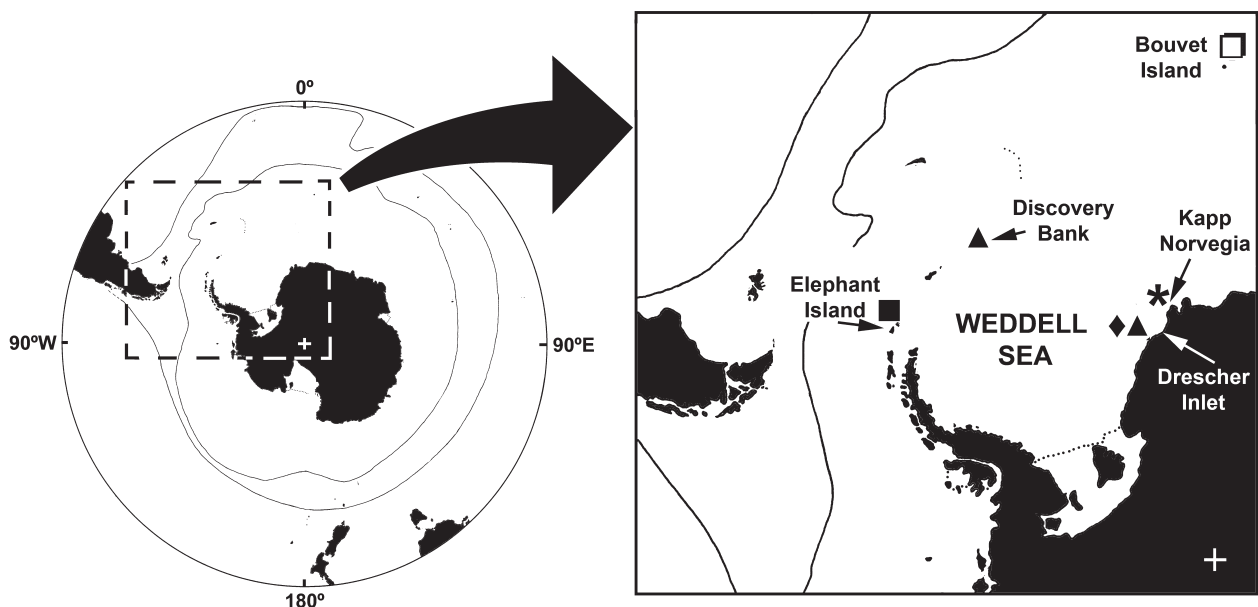 0º
90ºW
90ºE
180º
Bouvet
Island
Discovery
Bank
Kapp
Norvegia
Elephant
Island
WEDDELL
SEA
Drescher
Inlet